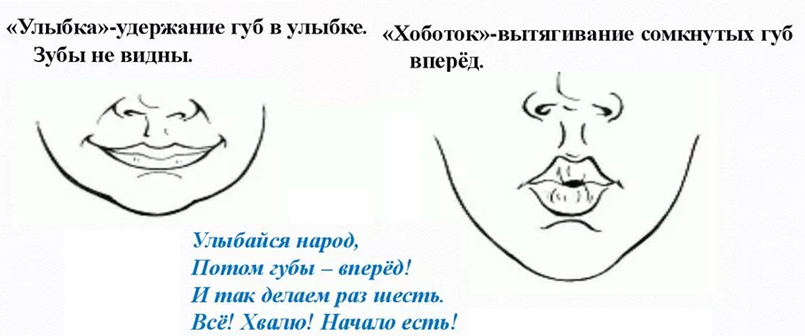 «Улыбка»-удержание губ в улыбке.
Зубы не видны.
«Хоботок»-вытягивание сомкнутых губ
вперёд.
Улыбайся народ,
Потом губы – вперёд!
И так делаем раз шесть.
Всё! Хвалю! Начало есть!